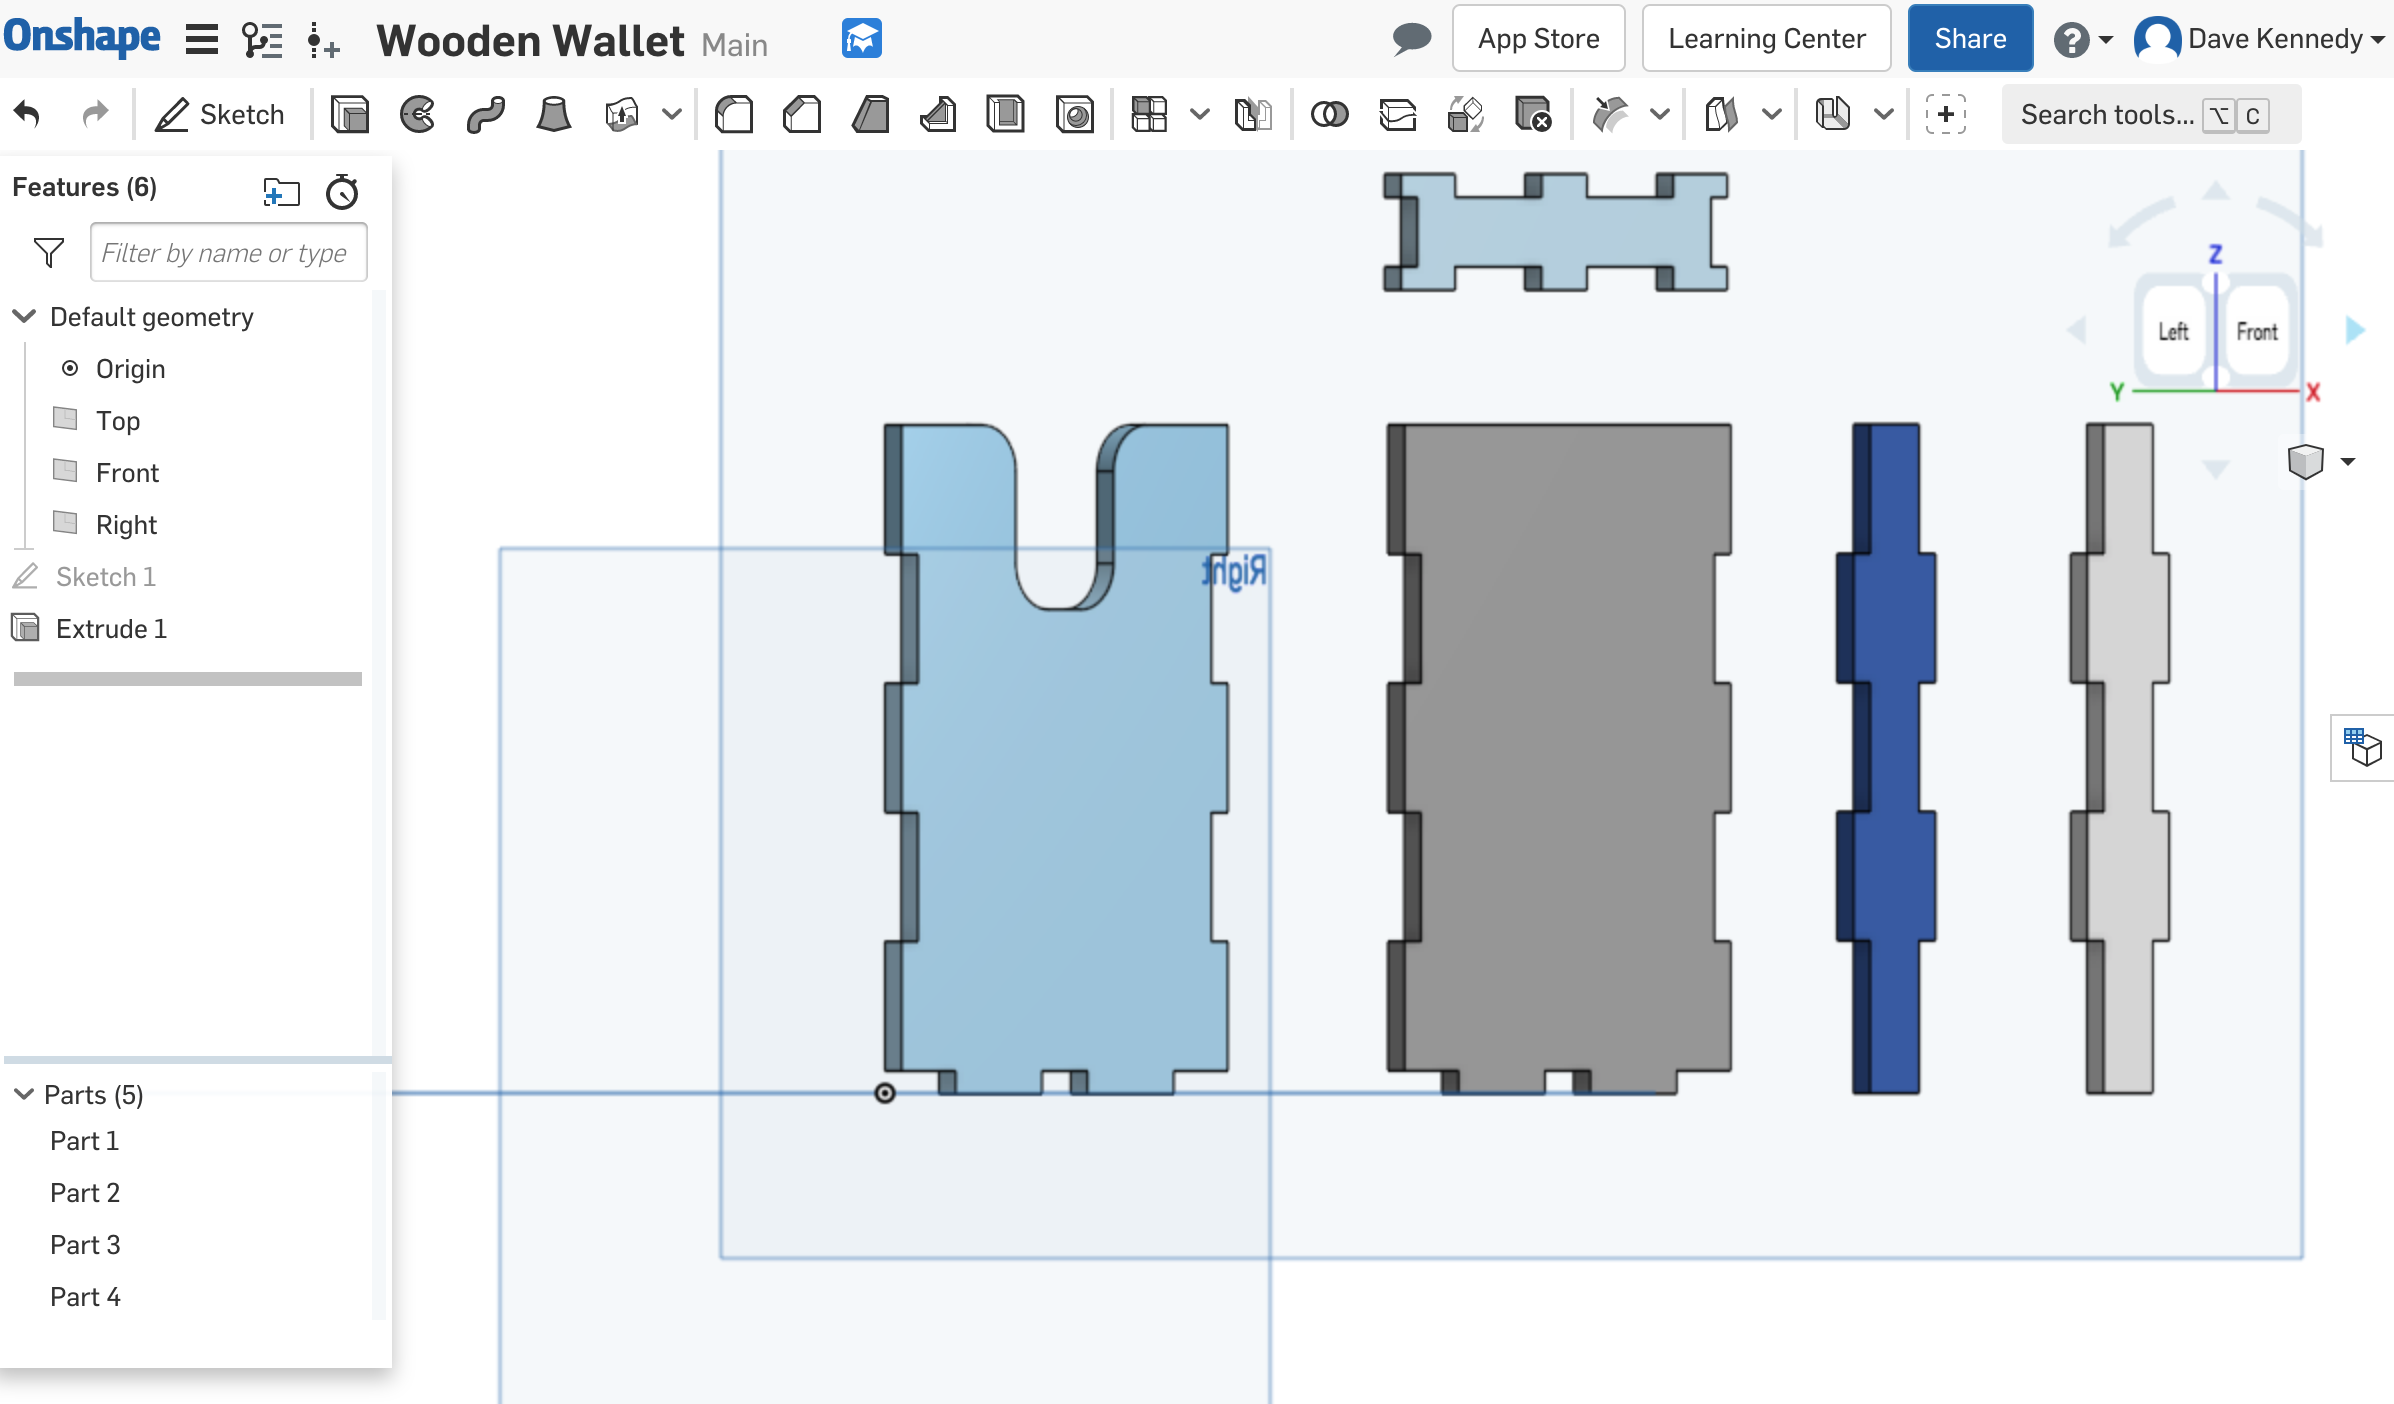 Onshape Wooden Wallet Main App Store Learning Center Share ? Dave Kennedy
Sketch Search tools... ⌥ C
Features (6)
Filter by name or type
Default geometry
Origin
Top
Front
Right
Sketch 1
Extrude 1
Parts (5)
Part 1
Part 2
Part 3
Part 4
Right
Z
Left Front
Y X